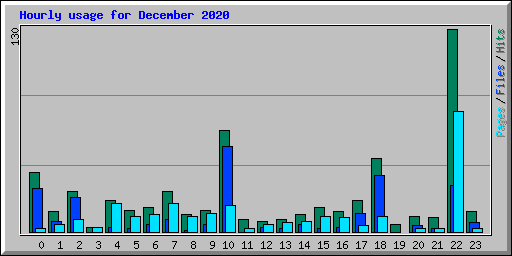 Hourly usage for December 2020
130
Pages / Files / Hits
0 1 2 3 4 5 6 7 8 9 10 11 12 13 14 15 16 17 18 19 20 21 22 23